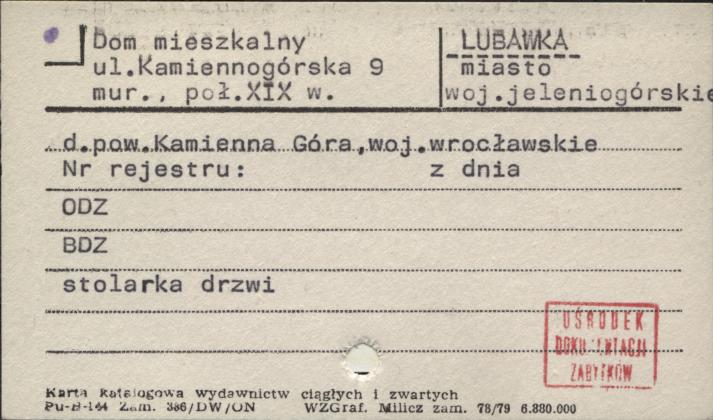 Dom mieszkalny
ul.Kamiennogórska 9
mur., poł.XIX w.
LUBAWKA
miasto
woj.jeleniogórskie
d.pow.Kamienna Góra,woj.wrocławskie
Nr rejestru: z dnia
ODZ
BDZ
stolarka drzwi
OŚRODEK
DOKUMENTACJI
ZABYTKÓW
Karta katalogowa wydawnictw ciągłych i zwartych
Pu-B-144 Zam. 386/DW/ON WZGraf. Milicz zam. 78/79 6.880.000